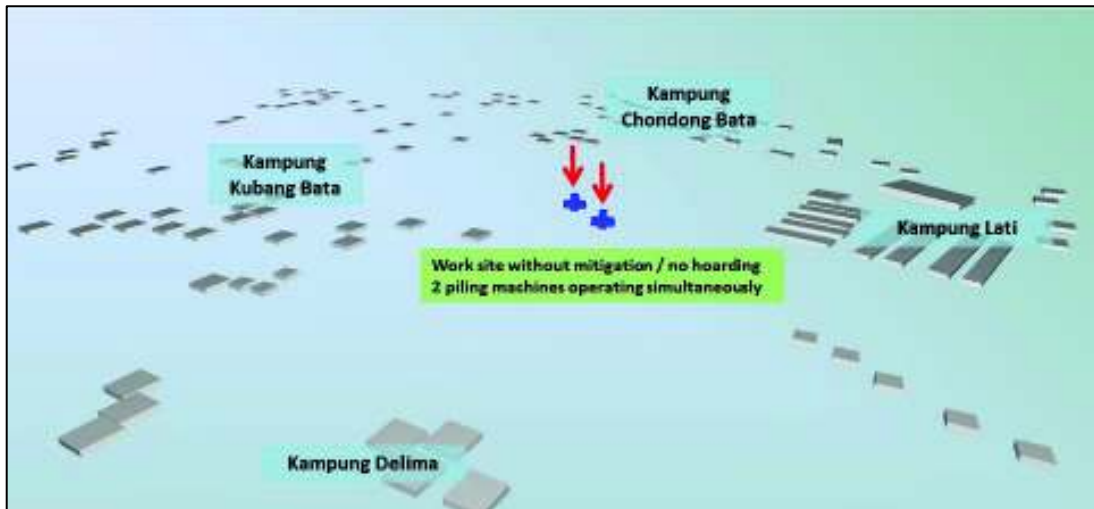 Kampung
Chondong Bata
Kampung
Kubang Bata
Kampung Lati
Work site without mitigation / no hoarding
2 piling machines operating simultaneously
Kampung Delima